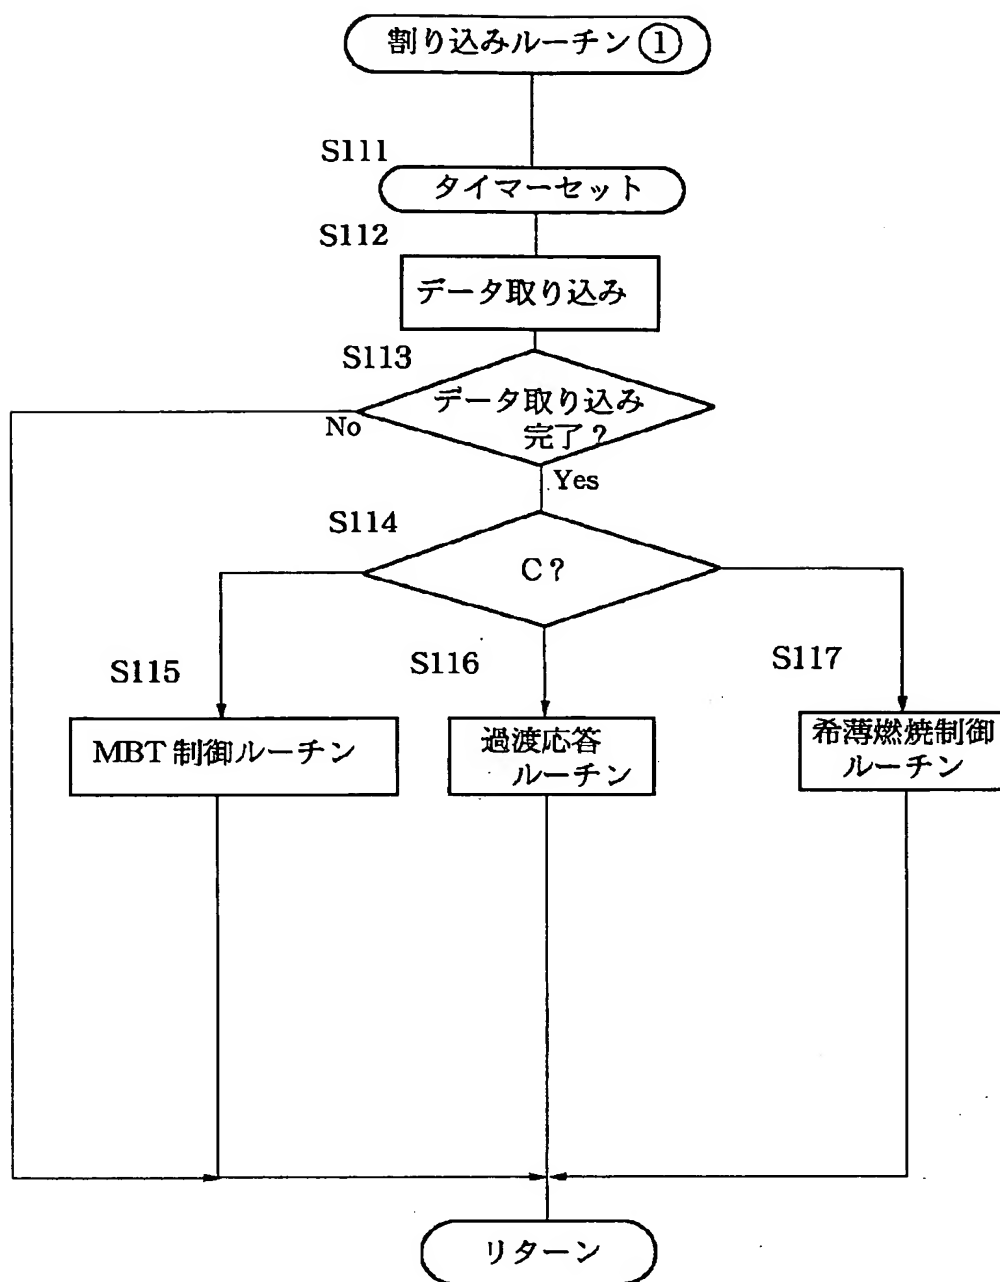 割り込みルーチン①
S111
タイマーセット
S112
データ取り込み
S113
データ取り込み
完了?
No
Yes
S114
C?
S115
S116
S117
MBT 制御ルーチン
過渡応答
ルーチン
希薄燃焼制御
ルーチン
リターン